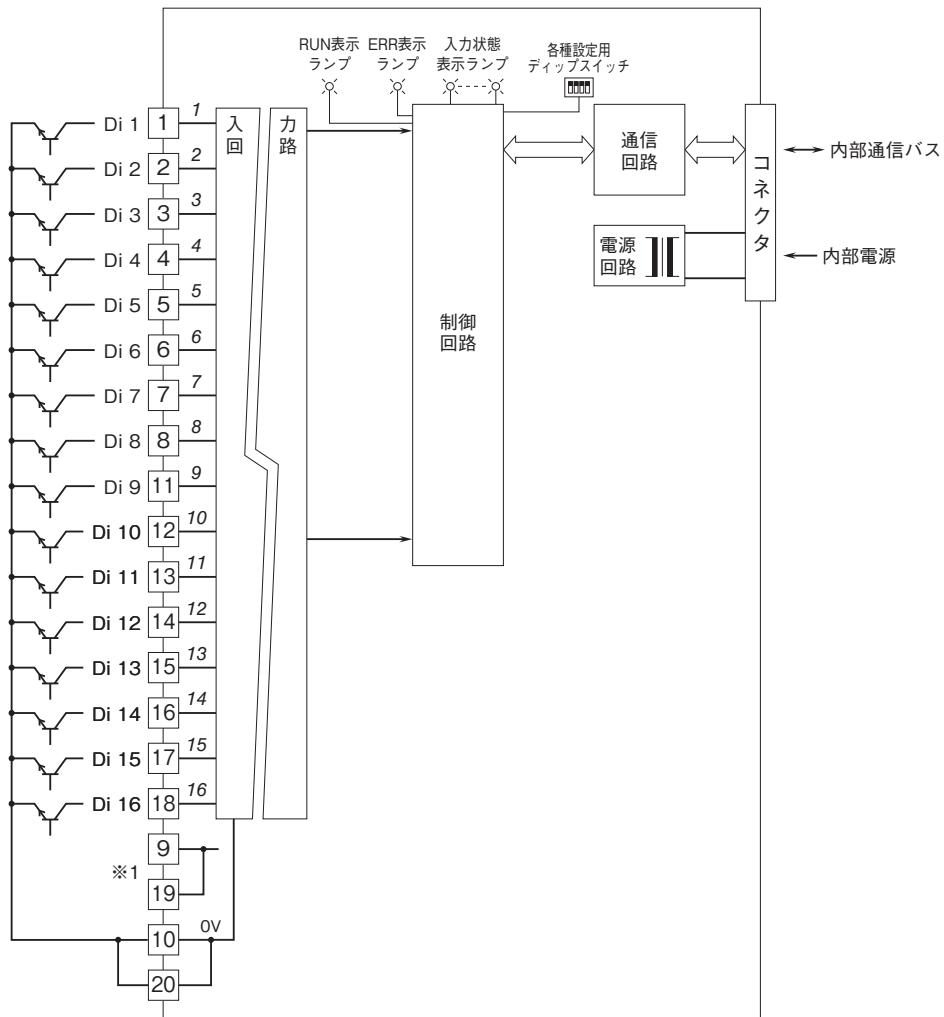 RUN表示
ランプ
ERR表示
ランプ
入力状態
表示ランプ
各種設定用
ディップスイッチ
Di 1 1 1
Di 2 2 2
Di 3 3 3
Di 4 4 4
Di 5 5 5
Di 6 6 6
Di 7 7 7
Di 8 8 8
Di 9 11 9
Di 10 12 10
Di 11 13 11
Di 12 14 12
Di 13 15 13
Di 14 16 14
Di 15 17 15
Di 16 18 16
※1
9
19
10 0V
20
入力
回路
制御
回路
通信
回路
電源
回路
コネクタ
内部通信バス
内部電源